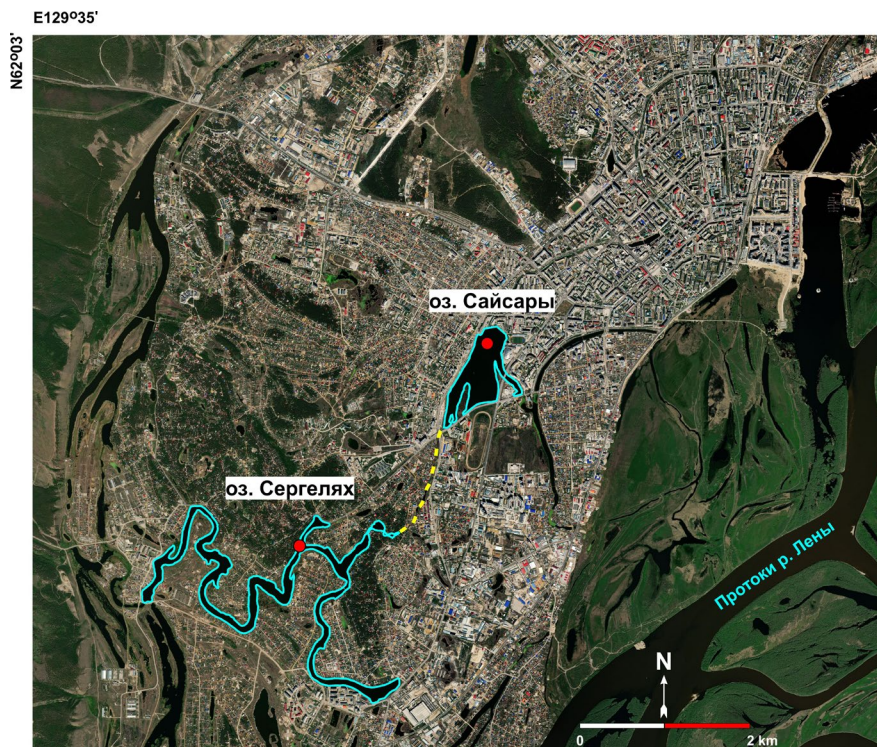 E129º35'
N62º03'
оз. Сайсары
оз. Сергелях
Протоки р. Лены
N
0
2 km